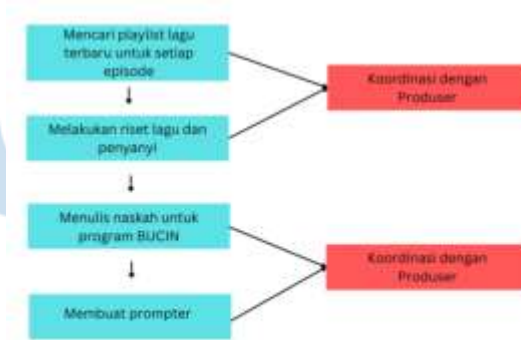 Mencari playlist lagu
terbaru untuk setiap
episode
Koordinasi dengan
Produser
Melakukan riset lagu dan
penyanyi
Menulis naskah untuk
program BUCIN
Koordinasi dengan
Produser
Membuat prompter